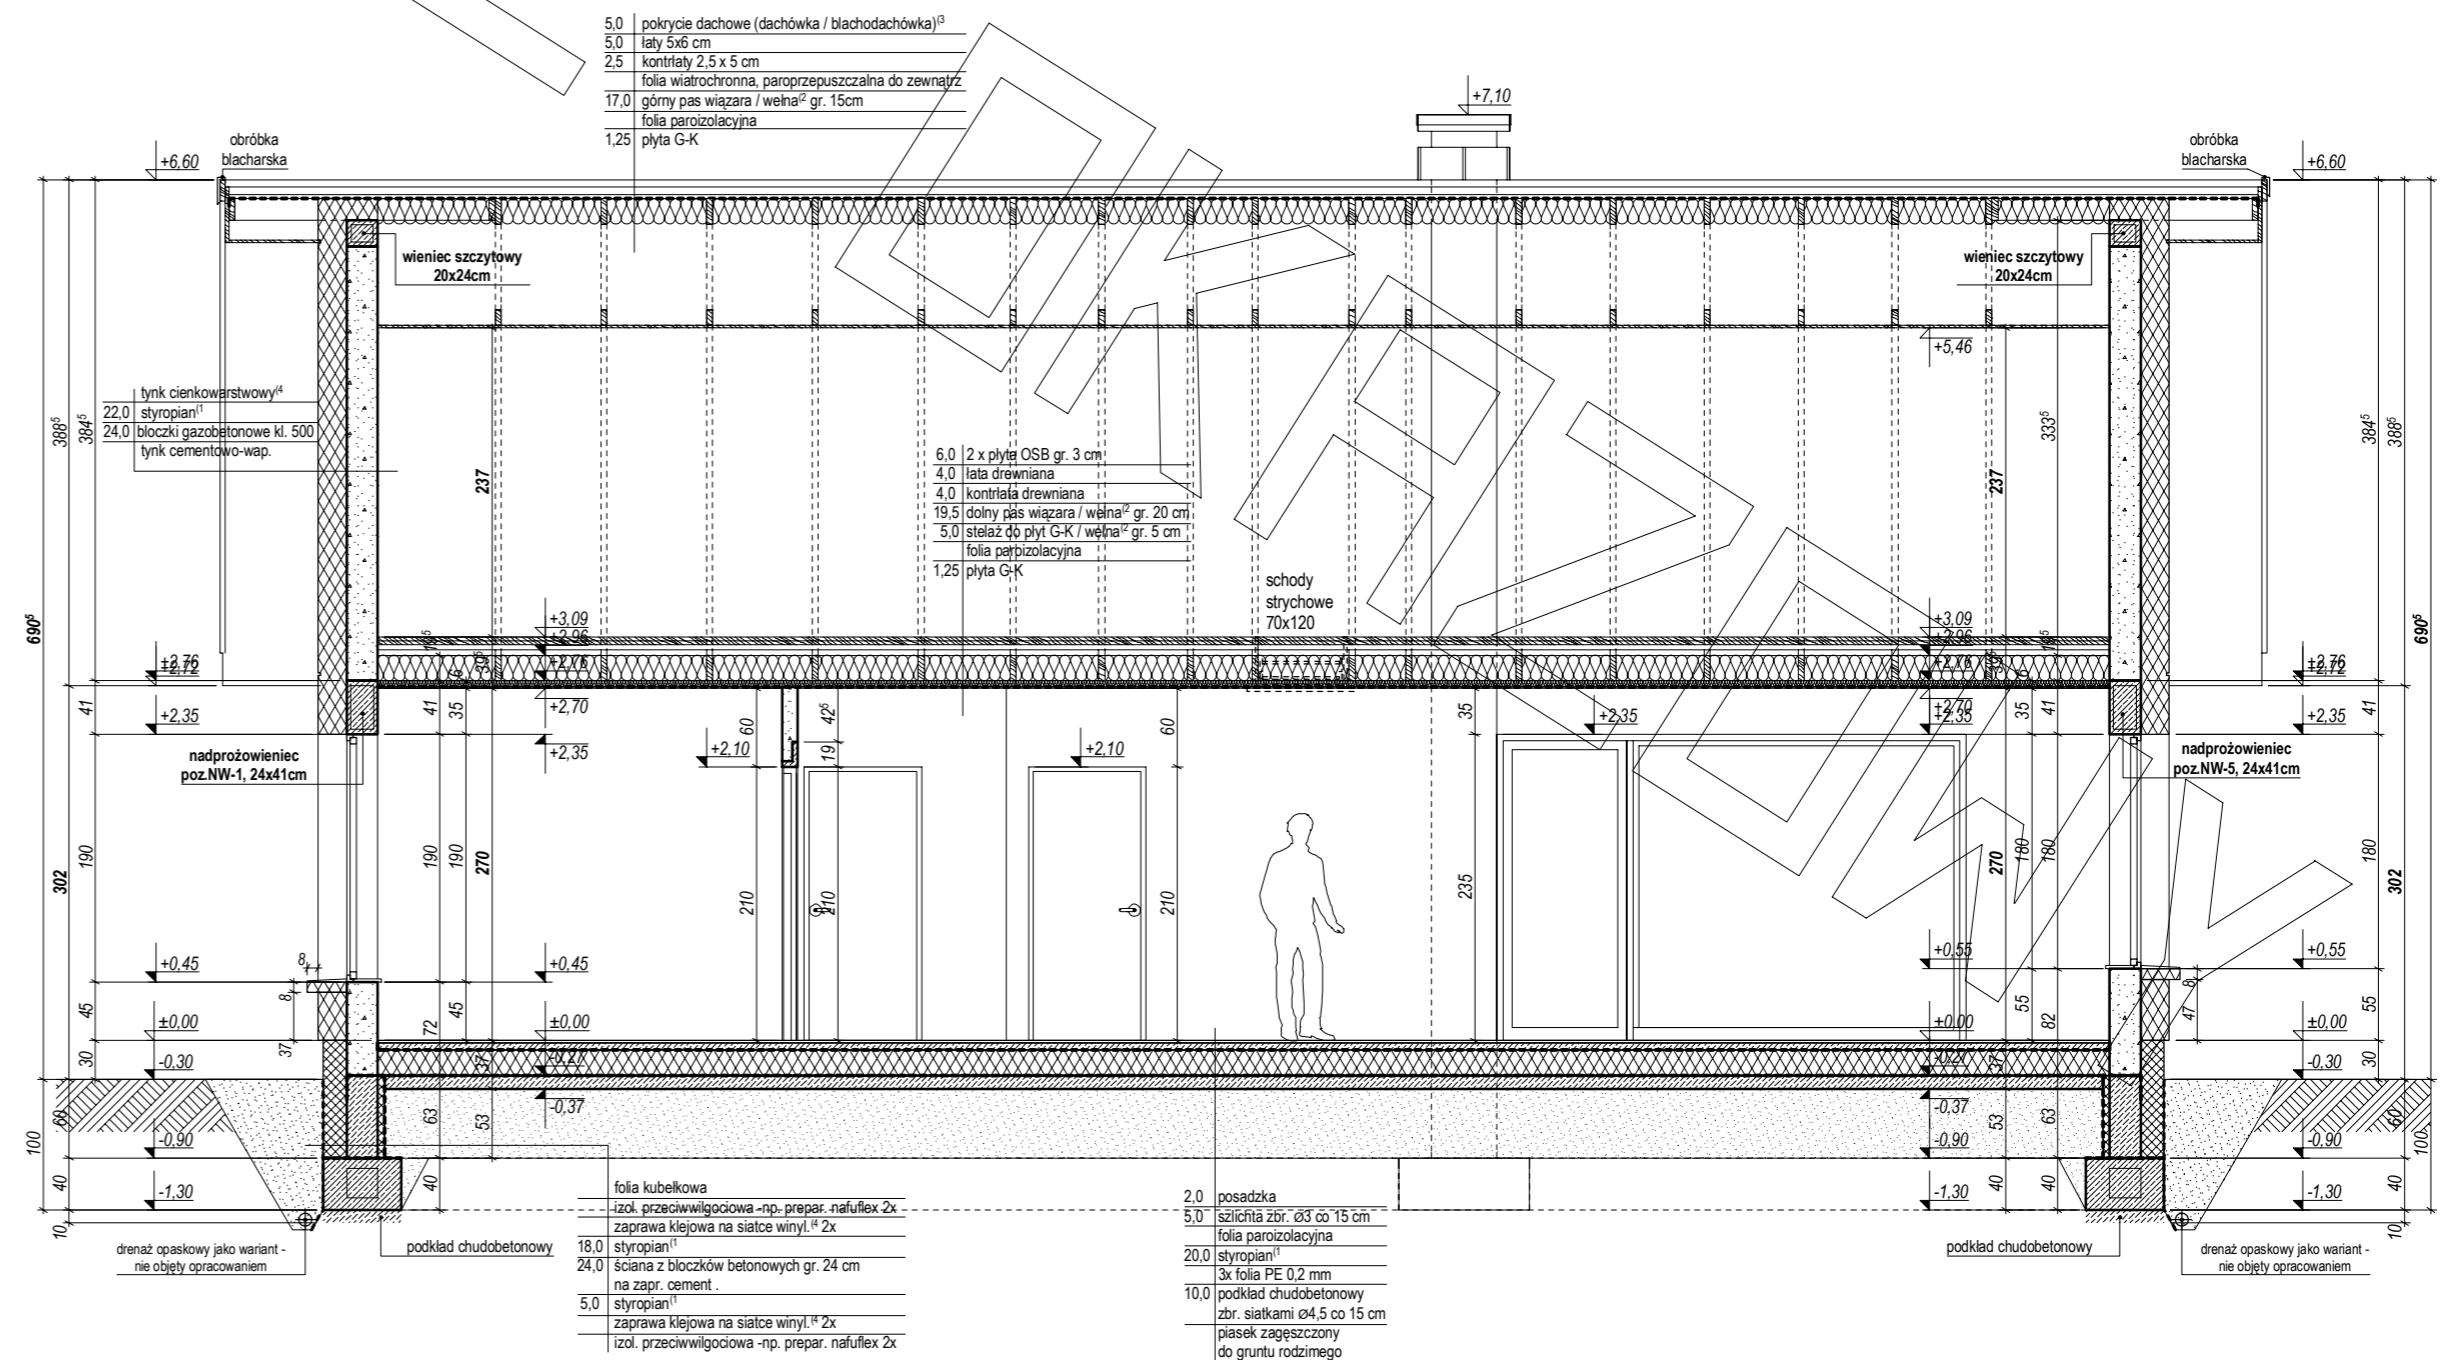 5,0 pokrycie dachowe (dachówka / blachodachówka)⁽³
5,0 łaty 5x6 cm
2,5 kontrłaty 2,5 x 5 cm
folia wiatrochronna, paroprzepuszczalna do zewnątrz
17,0 górny pas wiązara / wełna⁽² gr. 15cm
folia paroizolacyjna
1,25 płyta G-K
+7,10
obróbka
blacharska
+6,60
obróbka
blacharska
+6,60
wieniec szczytowy
20x24cm
wieniec szczytowy
20x24cm
+5,46
tynk cienkowarstwowy⁽⁴
22,0 styropian⁽¹
24,0 bloczki gazobetonowe kl. 500
tynk cementowo-wap.
388⁵
384⁵
237
333⁵
237
384⁵
388⁵
6,0 2 x płyta OSB gr. 3 cm
4,0 łata drewniana
4,0 kontrłata drewniana
19,5 dolny pas wiązara / wełna⁽² gr. 20 cm
5,0 stelaż do płyt G-K / wełna⁽² gr. 5 cm
folia paroizolacyjna
1,25 płyta G-K
schody
strychowe
70x120
690⁵
690⁵
+3,09
+2,96
+2,76
+3,09
+2,96
+2,76
+2,76
+2,72
+2,76
+2,72
39⁵
39⁵
41
+2,35
41
35
+2,70
+2,35
60
42⁵
19
+2,10
+2,10
60
35
+2,35
+2,70
+2,35
35
41
+2,35
41
nadprożowieniec
poz.NW-1, 24x41cm
nadprożowieniec
poz.NW-5, 24x41cm
302
190
190
190
270
210
210
210
235
270
180
180
180
302
+0,45
8
8
+0,45
+0,55
+0,55
8
45
37
72
45
55
82
47
55
±0,00
±0,00
±0,00
±0,00
30
-0,30
37
-0,27
-0,27
37
-0,30
30
-0,37
-0,37
100
60
63
53
53
63
60
100
-0,90
-0,90
-0,90
40
-1,30
40
-1,30
40
40
-1,30
40
10
10
drenaż opaskowy jako wariant -
nie objęty opracowaniem
podkład chudobetonowy
folia kubełkowa
izol. przeciwwilgociowa -np. prepar. nafuflex 2x
zaprawa klejowa na siatce winyl.⁽⁴ 2x
18,0 styropian⁽¹
24,0 ściana z bloczków betonowych gr. 24 cm
na zapr. cement .
5,0 styropian⁽¹
zaprawa klejowa na siatce winyl.⁽⁴ 2x
izol. przeciwwilgociowa -np. prepar. nafuflex 2x
2,0 posadzka
5,0 szlichta zbr. ø3 co 15 cm
folia paroizolacyjna
20,0 styropian⁽¹
3x folia PE 0,2 mm
10,0 podkład chudobetonowy
zbr. siatkami ø4,5 co 15 cm
piasek zagęszczony
do gruntu rodzimego
podkład chudobetonowy
drenaż opaskowy jako wariant -
nie objęty opracowaniem